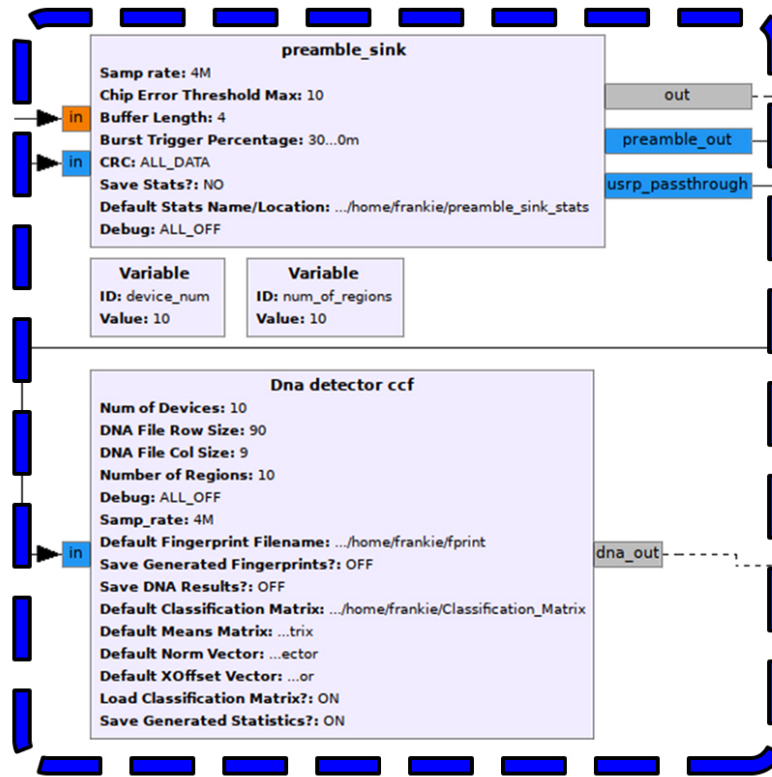 preamble_sink
Samp rate: 4M
Chip Error Threshold Max: 10
Buffer Length: 4
Burst Trigger Percentage: 30...0m
CRC: ALL_DATA
Save Stats?: NO
Default Stats Name/Location: .../home/frankie/preamble_sink_stats
Debug: ALL_OFF
in
in
out
preamble_out
usrp_passthrough
Variable
ID: device_num
Value: 10
Variable
ID: num_of_regions
Value: 10
Dna detector ccf
Num of Devices: 10
DNA File Row Size: 90
DNA File Col Size: 9
Number of Regions: 10
Debug: ALL_OFF
Samp_rate: 4M
Default Fingerprint Filename: .../home/frankie/fprint
Save Generated Fingerprints?: OFF
Save DNA Results?: OFF
Default Classification Matrix: .../home/frankie/Classification_Matrix
Default Means Matrix: ...trix
Default Norm Vector: ...ector
Default XOffset Vector: ...or
Load Classification Matrix?: ON
Save Generated Statistics?: ON
in
dna_out